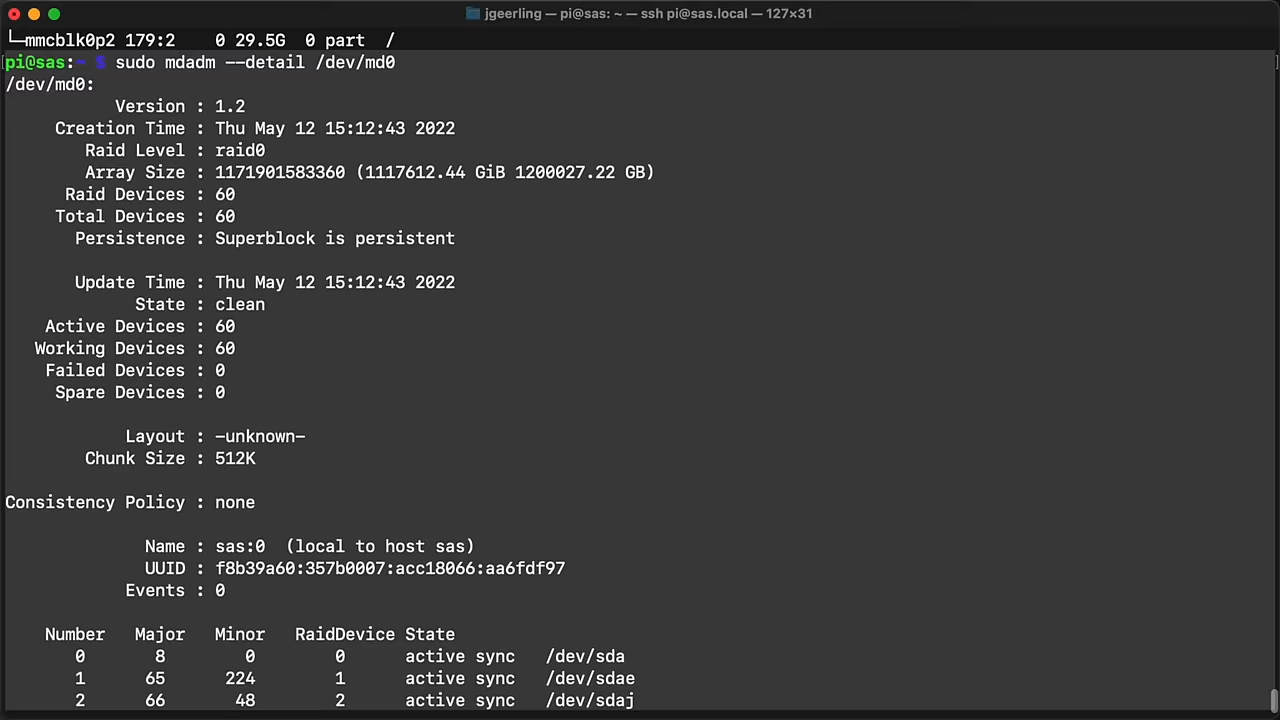 jgeerling — pi@sas: ~ — ssh pi@sas.local — 127×31
└─mmcblk0p2 179:2    0 29.5G  0 part  /
pi@sas:~ $ sudo mdadm --detail /dev/md0
/dev/md0:
           Version : 1.2
     Creation Time : Thu May 12 15:12:43 2022
        Raid Level : raid0
        Array Size : 1171901583360 (1117612.44 GiB 1200027.22 GB)
      Raid Devices : 60
     Total Devices : 60
       Persistence : Superblock is persistent

       Update Time : Thu May 12 15:12:43 2022
             State : clean
    Active Devices : 60
   Working Devices : 60
    Failed Devices : 0
     Spare Devices : 0

            Layout : -unknown-
        Chunk Size : 512K

Consistency Policy : none

              Name : sas:0  (local to host sas)
              UUID : f8b39a60:357b0007:acc18066:aa6fdf97
            Events : 0

    Number   Major   Minor   RaidDevice State
       0       8        0        0      active sync   /dev/sda
       1      65      224        1      active sync   /dev/sdae
       2      66       48        2      active sync   /dev/sdaj